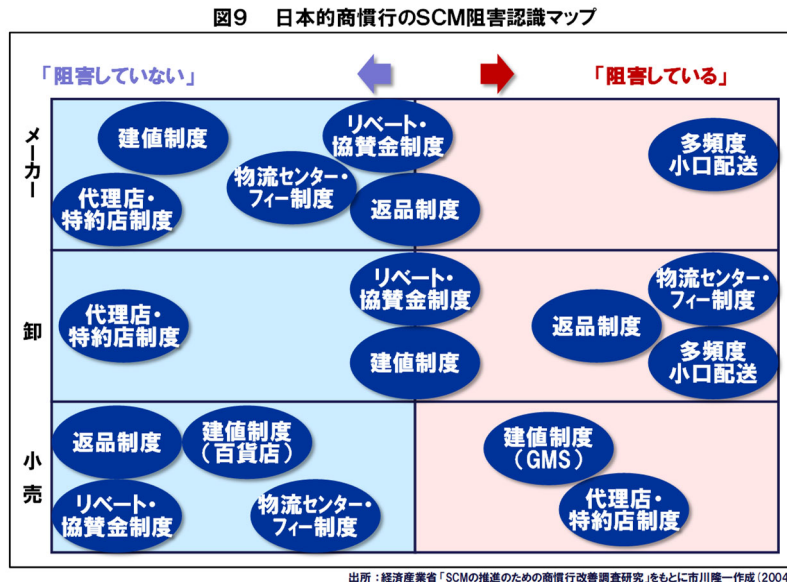 図9 日本的商慣行のSCM阻害認識マップ
「阻害していない」
「阻害している」
メーカー
建値制度
リベート・
協賛金制度
多頻度
小口配送
代理店・
特約店制度
物流センター・
フィー制度
返品制度
卸
代理店・
特約店制度
リベート・
協賛金制度
建値制度
返品制度
物流センター・
フィー制度
多頻度
小口配送
小売
返品制度
建値制度
(百貨店)
建値制度
(GMS)
リベート・
協賛金制度
物流センター・
フィー制度
代理店・
特約店制度
出所:経済産業省「SCMの推進のための商慣行改善調査研究」をもとに市川隆一作成(2004